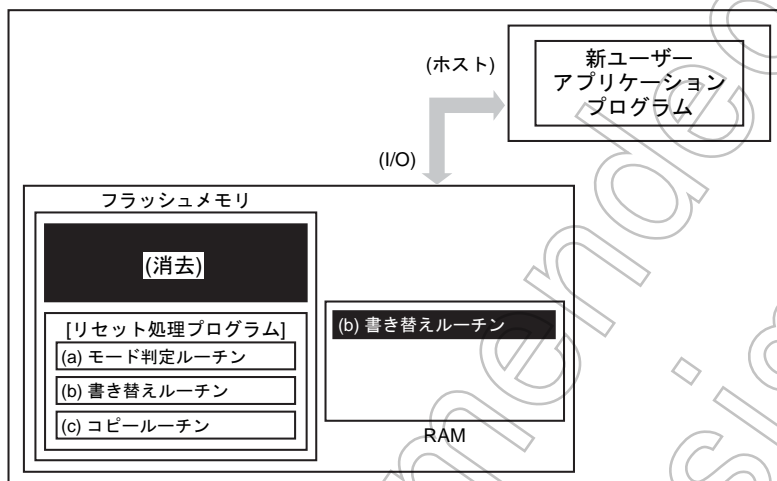 (ホスト)
新ユーザー
アプリケーション
プログラム
(I/O)
フラッシュメモリ
(消去)
[リセット処理プログラム]
(a) モード判定ルーチン
(b) 書き替えルーチン
(c) コピールーチン
(b) 書き替えルーチン
RAM